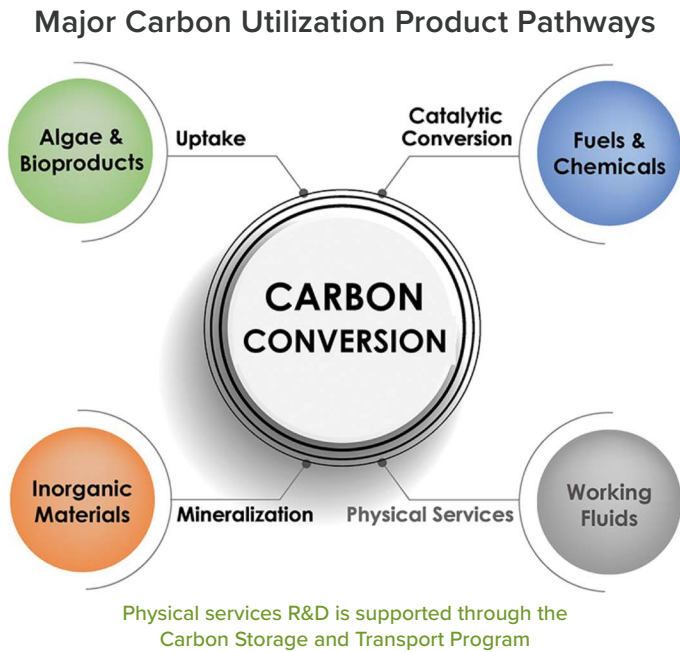 Major Carbon Utilization Product Pathways
Algae &
Bioproducts
Uptake
Catalytic
Conversion
Fuels &
Chemicals
CARBON
CONVERSION
Inorganic
Materials
Mineralization
Physical Services
Working
Fluids
Physical services R&D is supported through the
Carbon Storage and Transport Program